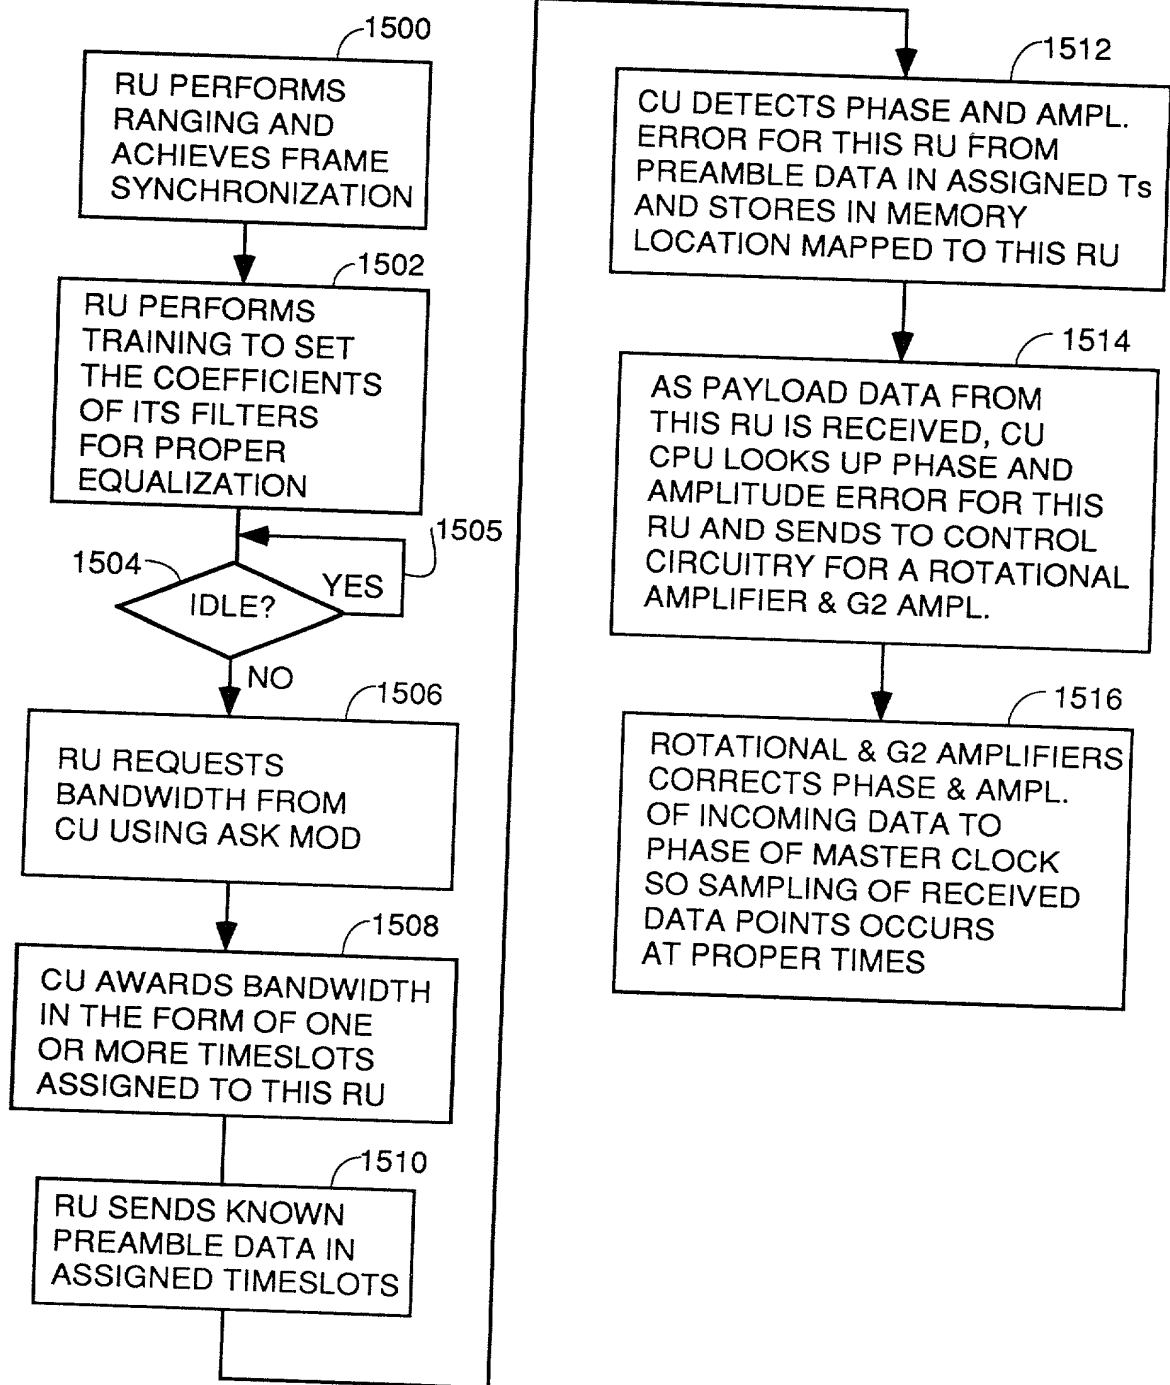 1500
RU PERFORMS
RANGING AND
ACHIEVES FRAME
SYNCHRONIZATION
1502
RU PERFORMS
TRAINING TO SET
THE COEFFICIENTS
OF ITS FILTERS
FOR PROPER
EQUALIZATION
1505
1504
YES
IDLE?
NO
1506
RU REQUESTS
BANDWIDTH FROM
CU USING ASK MOD
1508
CU AWARDS BANDWIDTH
IN THE FORM OF ONE
OR MORE TIMESLOTS
ASSIGNED TO THIS RU
1510
RU SENDS KNOWN
PREAMBLE DATA IN
ASSIGNED TIMESLOTS
1512
CU DETECTS PHASE AND AMPL.
ERROR FOR THIS RU FROM
PREAMBLE DATA IN ASSIGNED Ts
AND STORES IN MEMORY
LOCATION MAPPED TO THIS RU
1514
AS PAYLOAD DATA FROM
THIS RU IS RECEIVED, CU
CPU LOOKS UP PHASE AND
AMPLITUDE ERROR FOR THIS
RU AND SENDS TO CONTROL
CIRCUITRY FOR A ROTATIONAL
AMPLIFIER & G2 AMPL.
1516
ROTATIONAL & G2 AMPLIFIERS
CORRECTS PHASE & AMPL.
OF INCOMING DATA TO
PHASE OF MASTER CLOCK
SO SAMPLING OF RECEIVED
DATA POINTS OCCURS
AT PROPER TIMES